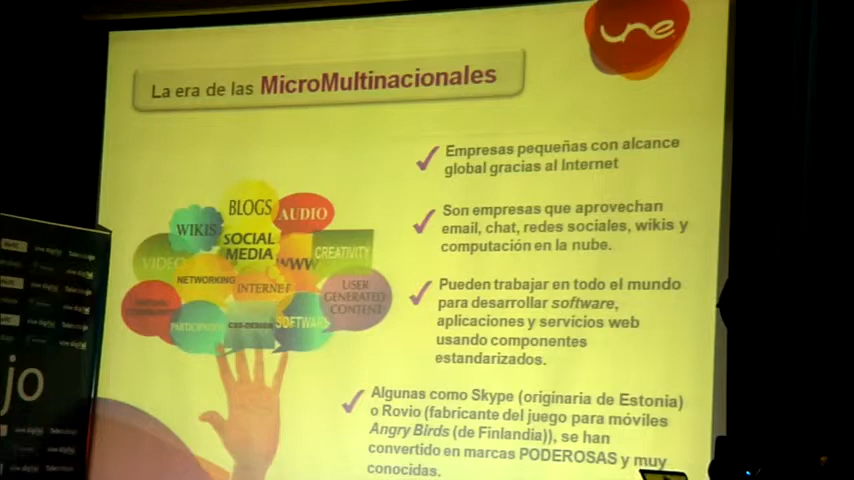 une
La era de las MicroMultinacionales
Empresas pequeñas con alcance
global gracias al Internet
Son empresas que aprovechan
email, chat, redes sociales, wikis y
computación en la nube.
Pueden trabajar en todo el mundo
para desarrollar software,
aplicaciones y servicios web
usando componentes
estandarizados.
Algunas como Skype (originaria de Estonia)
o Rovio (fabricante del juego para móviles
Angry Birds (de Finlandia)), se han
convertido en marcas PODEROSAS y muy
conocidas.
BLOGS
AUDIO
WIKIS
SOCIAL
MEDIA
WWW
CREATIVITY
VIDEO
NETWORKING
INTERNET
USER
GENERATED
CONTENT
CSS-DESIGN
SOFTWARE
jo